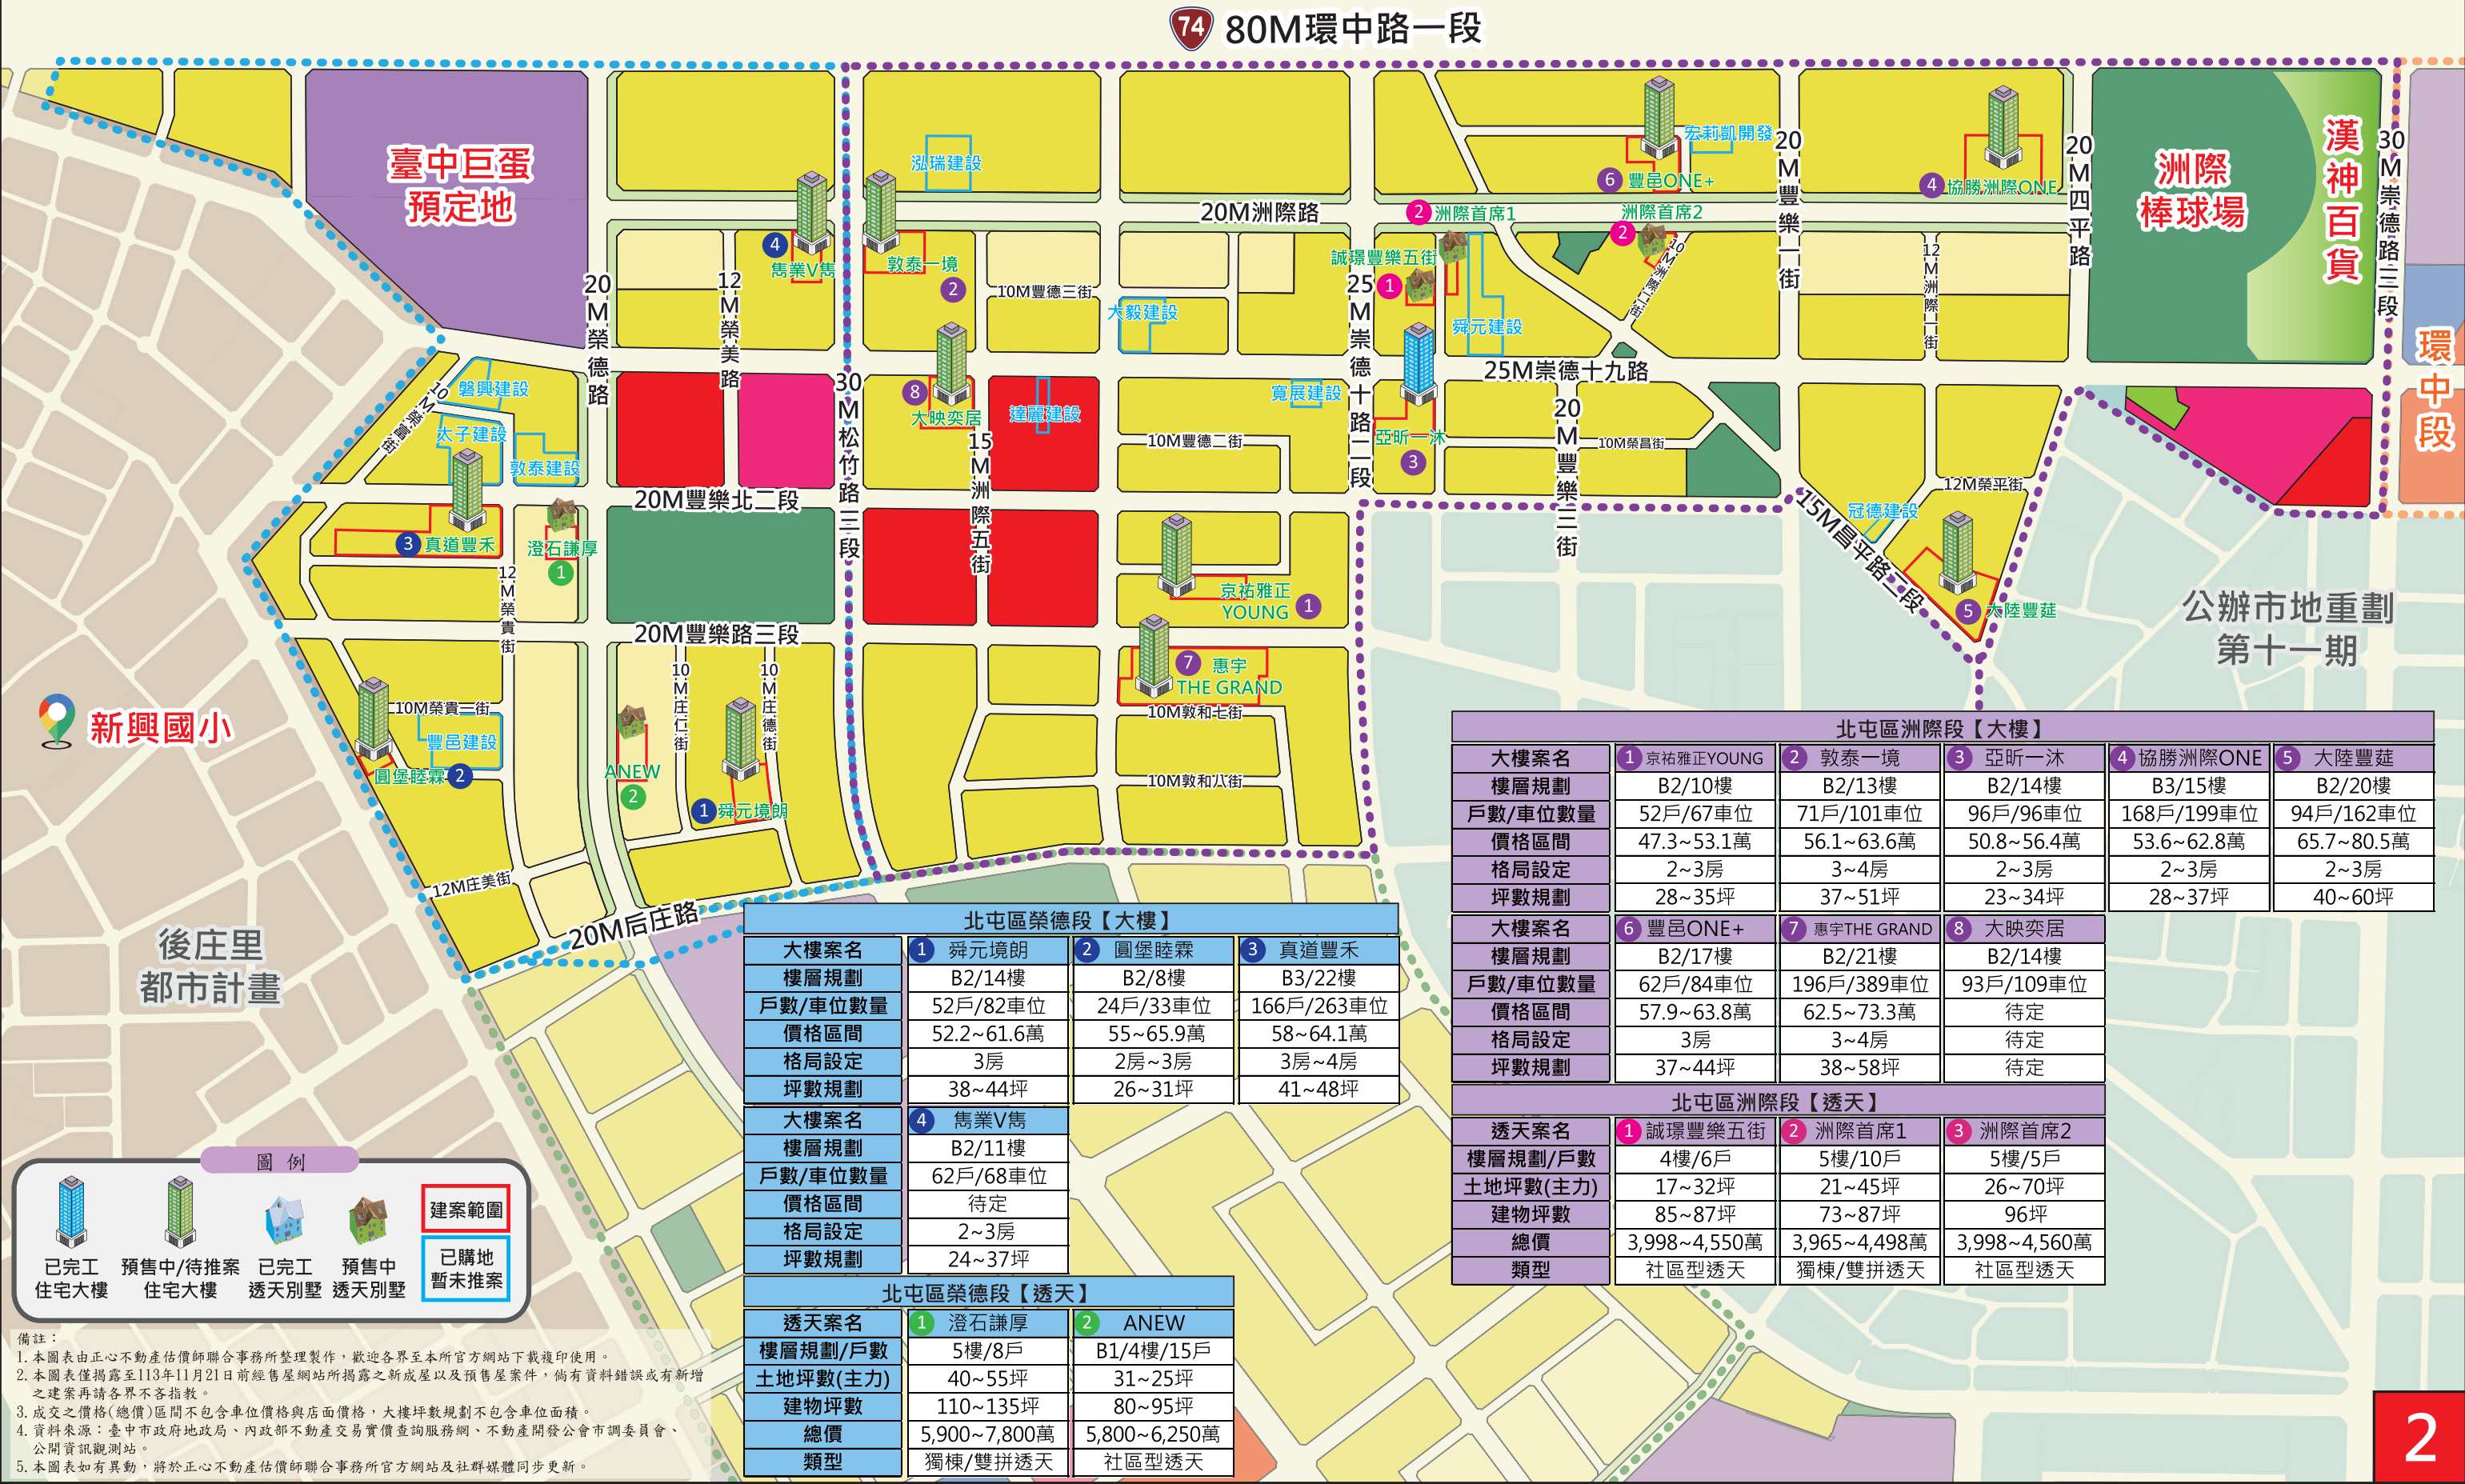 74 80M環中路一段
臺中巨蛋
預定地
洲際
棒球場
漢神百貨
30M崇德路三段
環中段
泓瑞建設
宏莉凱開發
20M豐樂一街
20M四平路
6 豐邑ONE+
4 協勝洲際ONE
20M洲際路
2 洲際首席1
洲際首席2
2
4
雋業V雋
敦泰一境
2
誠璟豐樂五街
1
10M洲際二街
12M洲際一街
20M榮德路
12M榮美路
10M豐德三街
大毅建設
25M崇德十路二段
舜元建設
25M崇德十九路
磐興建設
10M榮富街
太子建設
敦泰建設
30M松竹路三段
8
大映奕居
達麗建設
寬展建設
15M洲際五街
10M豐德二街
亞昕一沐
3
20M豐樂三街
10M榮昌街
20M豐樂北二段
12M榮平街
冠德建設
15M昌平路二段
3 真道豐禾
澄石謙厚
1
12M榮貴街
京祐雅正
YOUNG 1
5 大陸豐莚
公辦市地重劃
第十一期
20M豐樂路三段
10M庄仁街
10M庄德街
7 惠宇
THE GRAND
10M敦和七街
10M敦和八街
新興國小
10M榮貴一街
豐邑建設
圓堡睦霖 2
ANEW
2
1 舜元境朗
12M庄美街
20M后庄路
後庄里
都市計畫
北屯區洲際段【大樓】
大樓案名 1 京祐雅正YOUNG 2 敦泰一境 3 亞昕一沐 4 協勝洲際ONE 5 大陸豐莚
樓層規劃 B2/10樓 B2/13樓 B2/14樓 B3/15樓 B2/20樓
戶數/車位數量 52戶/67車位 71戶/101車位 96戶/96車位 168戶/199車位 94戶/162車位
價格區間 47.3~53.1萬 56.1~63.6萬 50.8~56.4萬 53.6~62.8萬 65.7~80.5萬
格局設定 2~3房 3~4房 2~3房 2~3房 2~3房
坪數規劃 28~35坪 37~51坪 23~34坪 28~37坪 40~60坪
大樓案名 6 豐邑ONE+ 7 惠宇THE GRAND 8 大映奕居
樓層規劃 B2/17樓 B2/21樓 B2/14樓
戶數/車位數量 62戶/84車位 196戶/389車位 93戶/109車位
價格區間 57.9~63.8萬 62.5~73.3萬 待定
格局設定 3房 3~4房 待定
坪數規劃 37~44坪 38~58坪 待定
北屯區洲際段【透天】
透天案名 1 誠璟豐樂五街 2 洲際首席1 3 洲際首席2
樓層規劃/戶數 4樓/6戶 5樓/10戶 5樓/5戶
土地坪數(主力) 17~32坪 21~45坪 26~70坪
建物坪數 85~87坪 73~87坪 96坪
總價 3,998~4,550萬 3,965~4,498萬 3,998~4,560萬
類型 社區型透天 獨棟/雙拼透天 社區型透天
北屯區榮德段【大樓】
大樓案名 1 舜元境朗 2 圓堡睦霖 3 真道豐禾
樓層規劃 B2/14樓 B2/8樓 B3/22樓
戶數/車位數量 52戶/82車位 24戶/33車位 166戶/263車位
價格區間 52.2~61.6萬 55~65.9萬 58~64.1萬
格局設定 3房 2房~3房 3房~4房
坪數規劃 38~44坪 26~31坪 41~48坪
大樓案名 4 雋業V雋
樓層規劃 B2/11樓
戶數/車位數量 62戶/68車位
價格區間 待定
格局設定 2~3房
坪數規劃 24~37坪
北屯區榮德段【透天】
透天案名 1 澄石謙厚 2 ANEW
樓層規劃/戶數 5樓/8戶 B1/4樓/15戶
土地坪數(主力) 40~55坪 31~25坪
建物坪數 110~135坪 80~95坪
總價 5,900~7,800萬 5,800~6,250萬
類型 獨棟/雙拼透天 社區型透天
圖 例
已完工
住宅大樓
預售中/待推案
住宅大樓
已完工
透天別墅
預售中
透天別墅
建案範圍
已購地
暫未推案
備註：
1.本圖表由正心不動產估價師聯合事務所整理製作，歡迎各界至本所官方網站下載複印使用。
2.本圖表僅揭露至113年11月21日前經售屋網站所揭露之新成屋以及預售屋案件，倘有資料錯誤或有新增
之建案再請各界不吝指教。
3.成交之價格(總價)區間不包含車位價格與店面價格，大樓坪數規劃不包含車位面積。
4.資料來源：臺中市政府地政局、內政部不動產交易實價查詢服務網、不動產開發公會市調委員會、
公開資訊觀測站。
5.本圖表如有異動，將於正心不動產估價師聯合事務所官方網站及社群媒體同步更新。
2